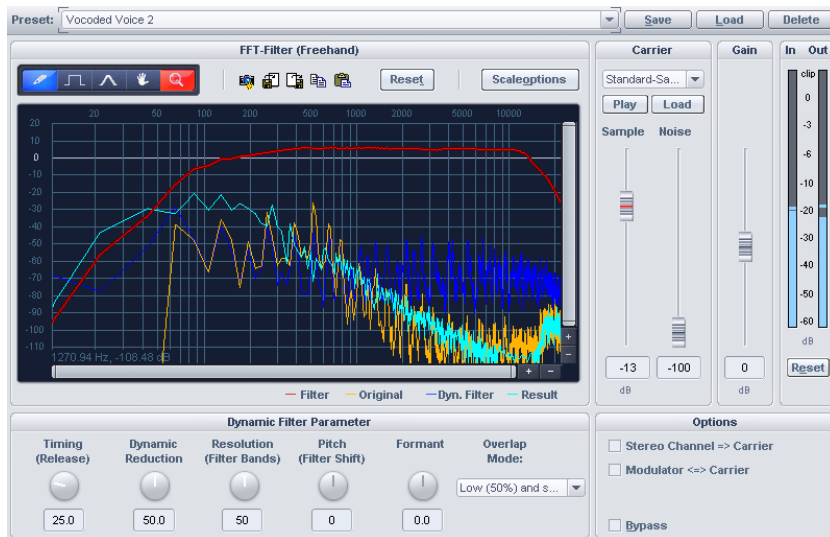 Preset: Vocoded Voice 2 Save Load Delete
FFT-Filter (Freehand)
Reset Scaleoptions
20 50 100 200 500 1000 2000 5000 10000
20
10
0
-10
-20
-30
-40
-50
-60
-70
-80
-90
-100
-110
1270.94 Hz, -108.48 dB
+
-
+ -
Filter Original Dyn. Filter Result
Carrier
Standard-Sa...
Play Load
Sample Noise
-13 -100
dB
Gain
0
dB
In Out
clip
0
-3
-6
-10
-20
-30
-40
-50
-60
dB
Reset
Dynamic Filter Parameter
Timing
(Release)
25.0
Dynamic
Reduction
50.0
Resolution
(Filter Bands)
50
Pitch
(Filter Shift)
0
Formant
0.0
Overlap
Mode:
Low (50%) and s...
Options
Stereo Channel => Carrier
Modulator <=> Carrier
Bypass